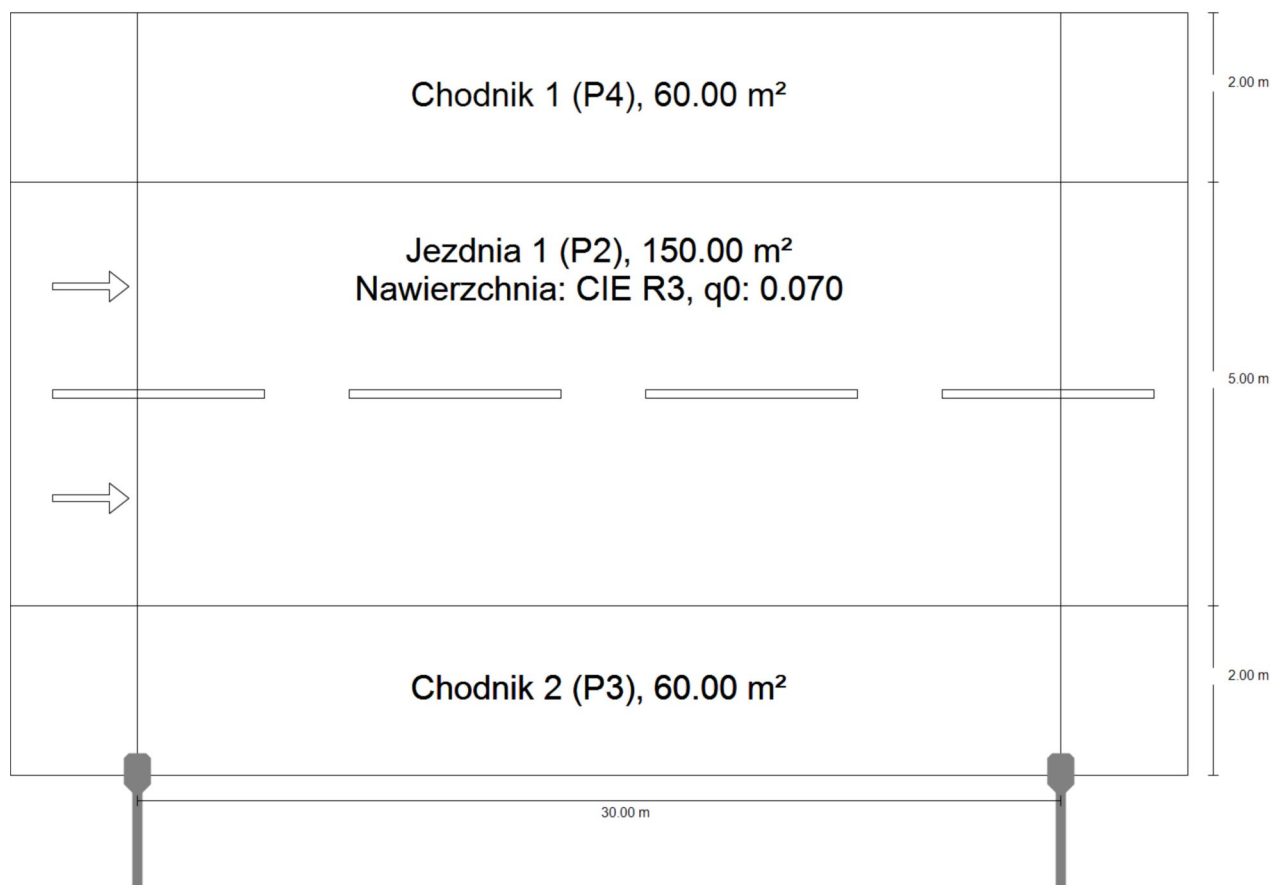 Chodnik 1 (P4), 60.00 m²
2.00 m
Jezdnia 1 (P2), 150.00 m²
Nawierzchnia: CIE R3, q0: 0.070
5.00 m
Chodnik 2 (P3), 60.00 m²
2.00 m
30.00 m